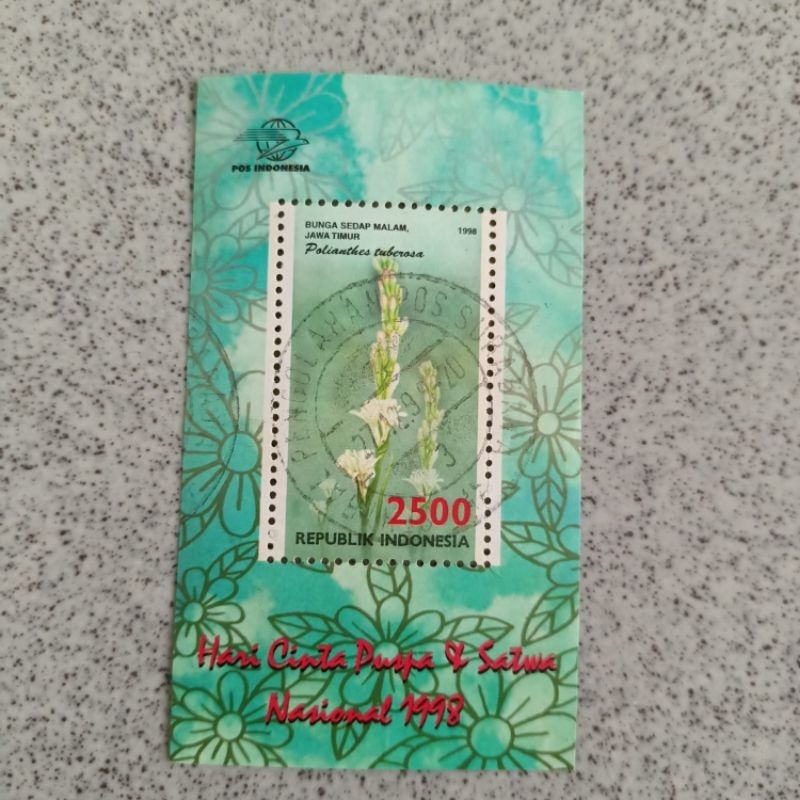 POS INDONESIA
BUNGA SEDAP MALAM,
JAWA TIMUR
1998
Polianthes tuberosa
2500
REPUBLIK INDONESIA
Hari Cinta Puspa & Satwa
Nasional 1998